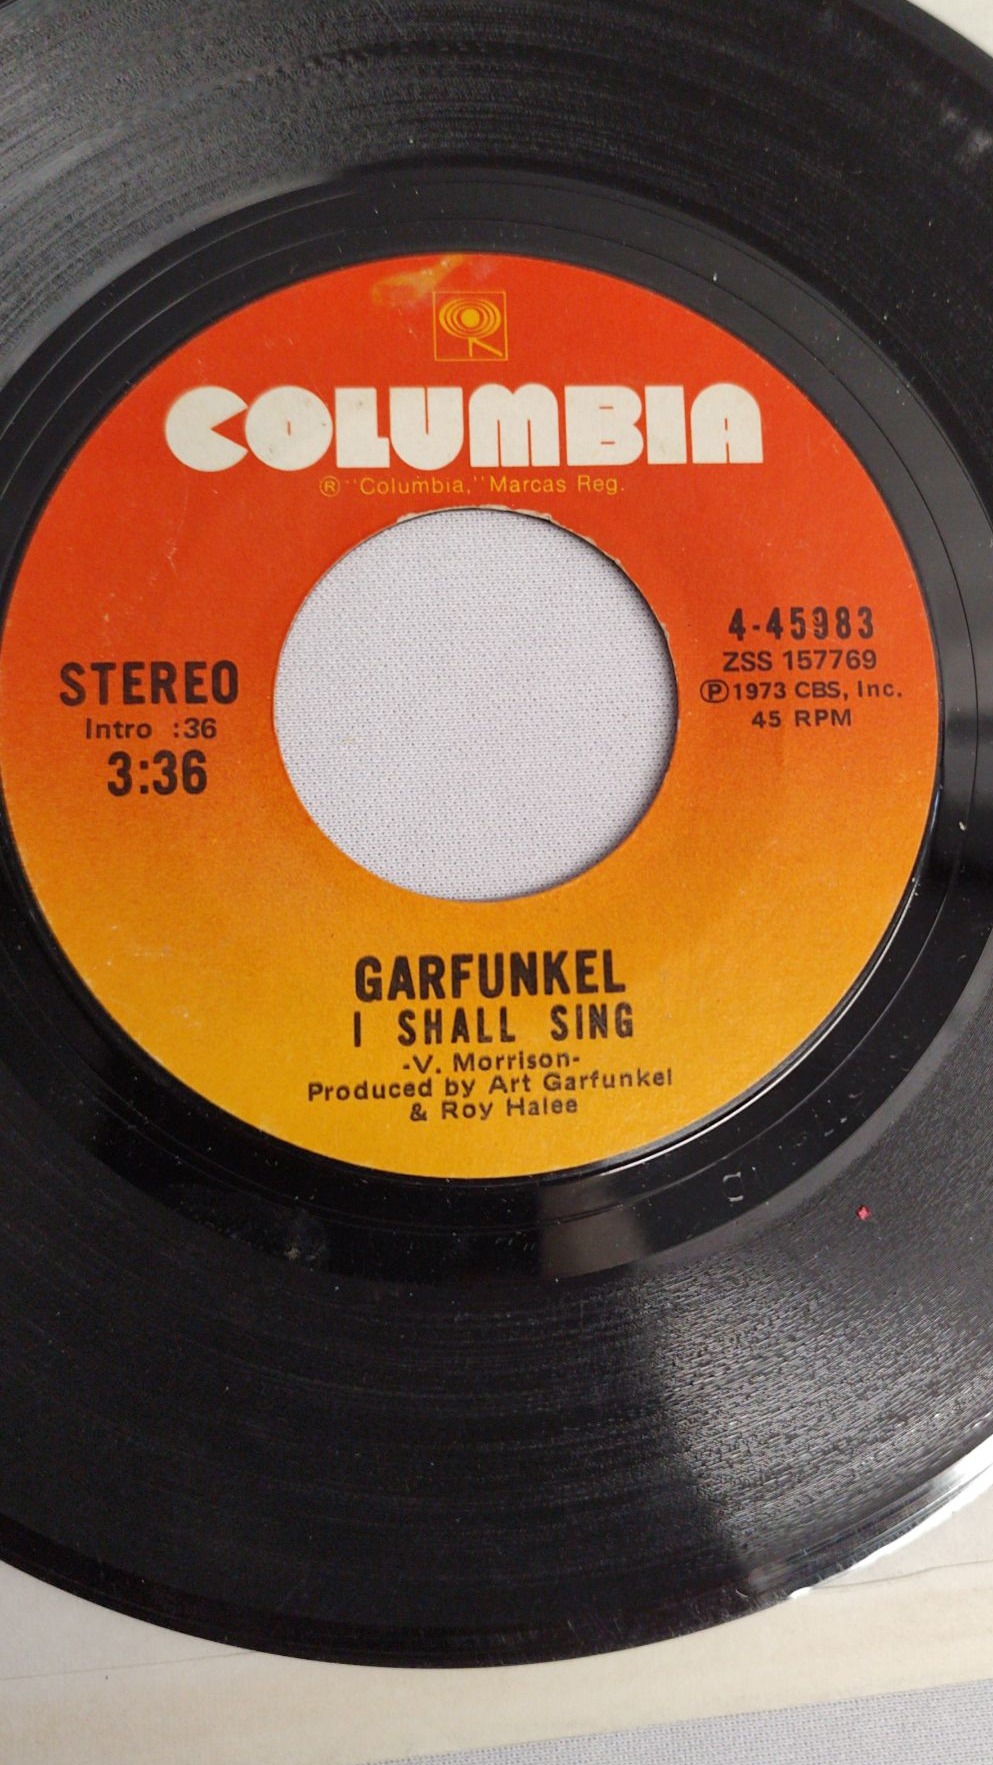 COLUMBIA
® "Columbia," Marcas Reg.
STEREO
Intro :36
3:36
4-45983
ZSS 157769
Ⓟ1973 CBS, Inc.
45 RPM
GARFUNKEL
I SHALL SING
-V. Morrison-
Produced by Art Garfunkel
& Roy Halee